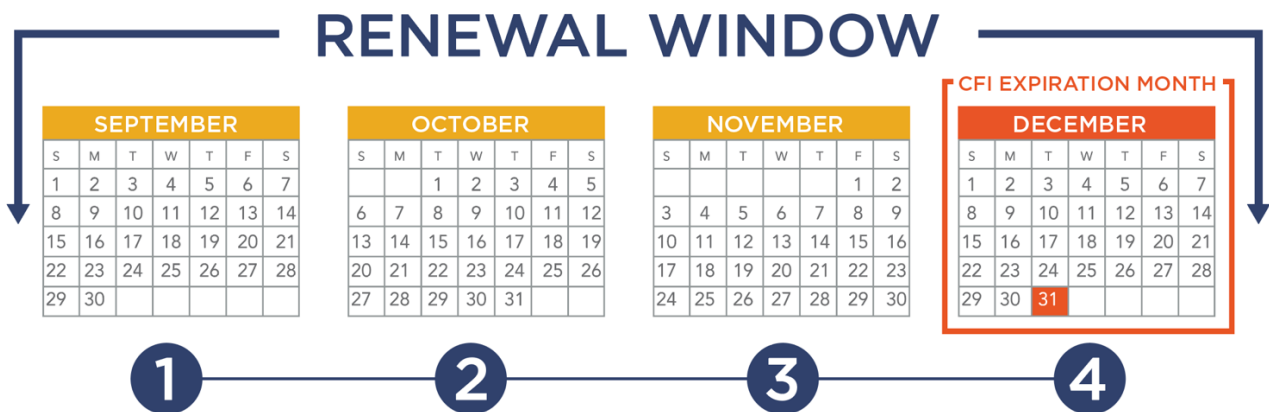 RENEWAL WINDOW
CFI EXPIRATION MONTH
SEPTEMBER
S M T W T F S
1 2 3 4 5 6 7
8 9 10 11 12 13 14
15 16 17 18 19 20 21
22 23 24 25 26 27 28
29 30
OCTOBER
S M T W T F S
1 2 3 4 5
6 7 8 9 10 11 12
13 14 15 16 17 18 19
20 21 22 23 24 25 26
27 28 29 30 31
NOVEMBER
S M T W T F S
1 2
3 4 5 6 7 8 9
10 11 12 13 14 15 16
17 18 19 20 21 22 23
24 25 26 27 28 29 30
DECEMBER
S M T W T F S
1 2 3 4 5 6 7
8 9 10 11 12 13 14
15 16 17 18 19 20 21
22 23 24 25 26 27 28
29 30 31
1 2 3 4